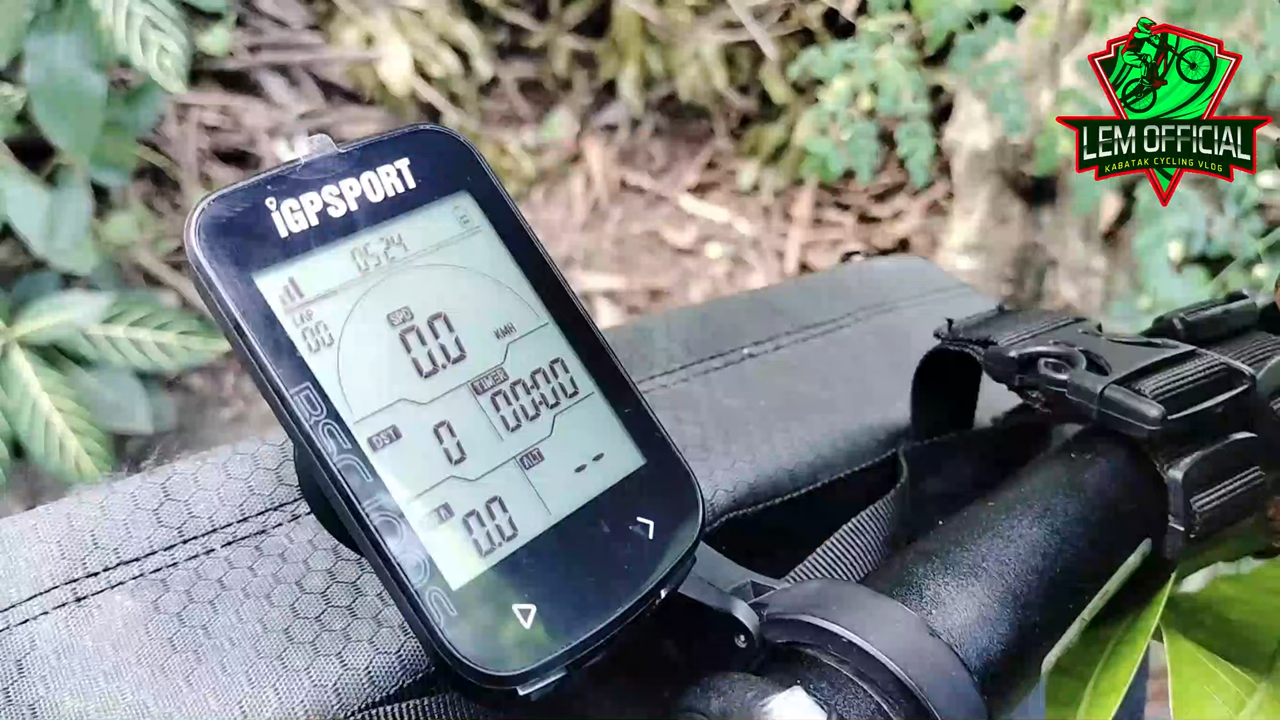 LEM OFFICIAL
KABATAK CYCLING VLOG
iGPSPORT
05:24
LAP
00
SPD
0.0
KMH
TIMER
00:00
DST
0
ALT
--
0.0
BSC100S